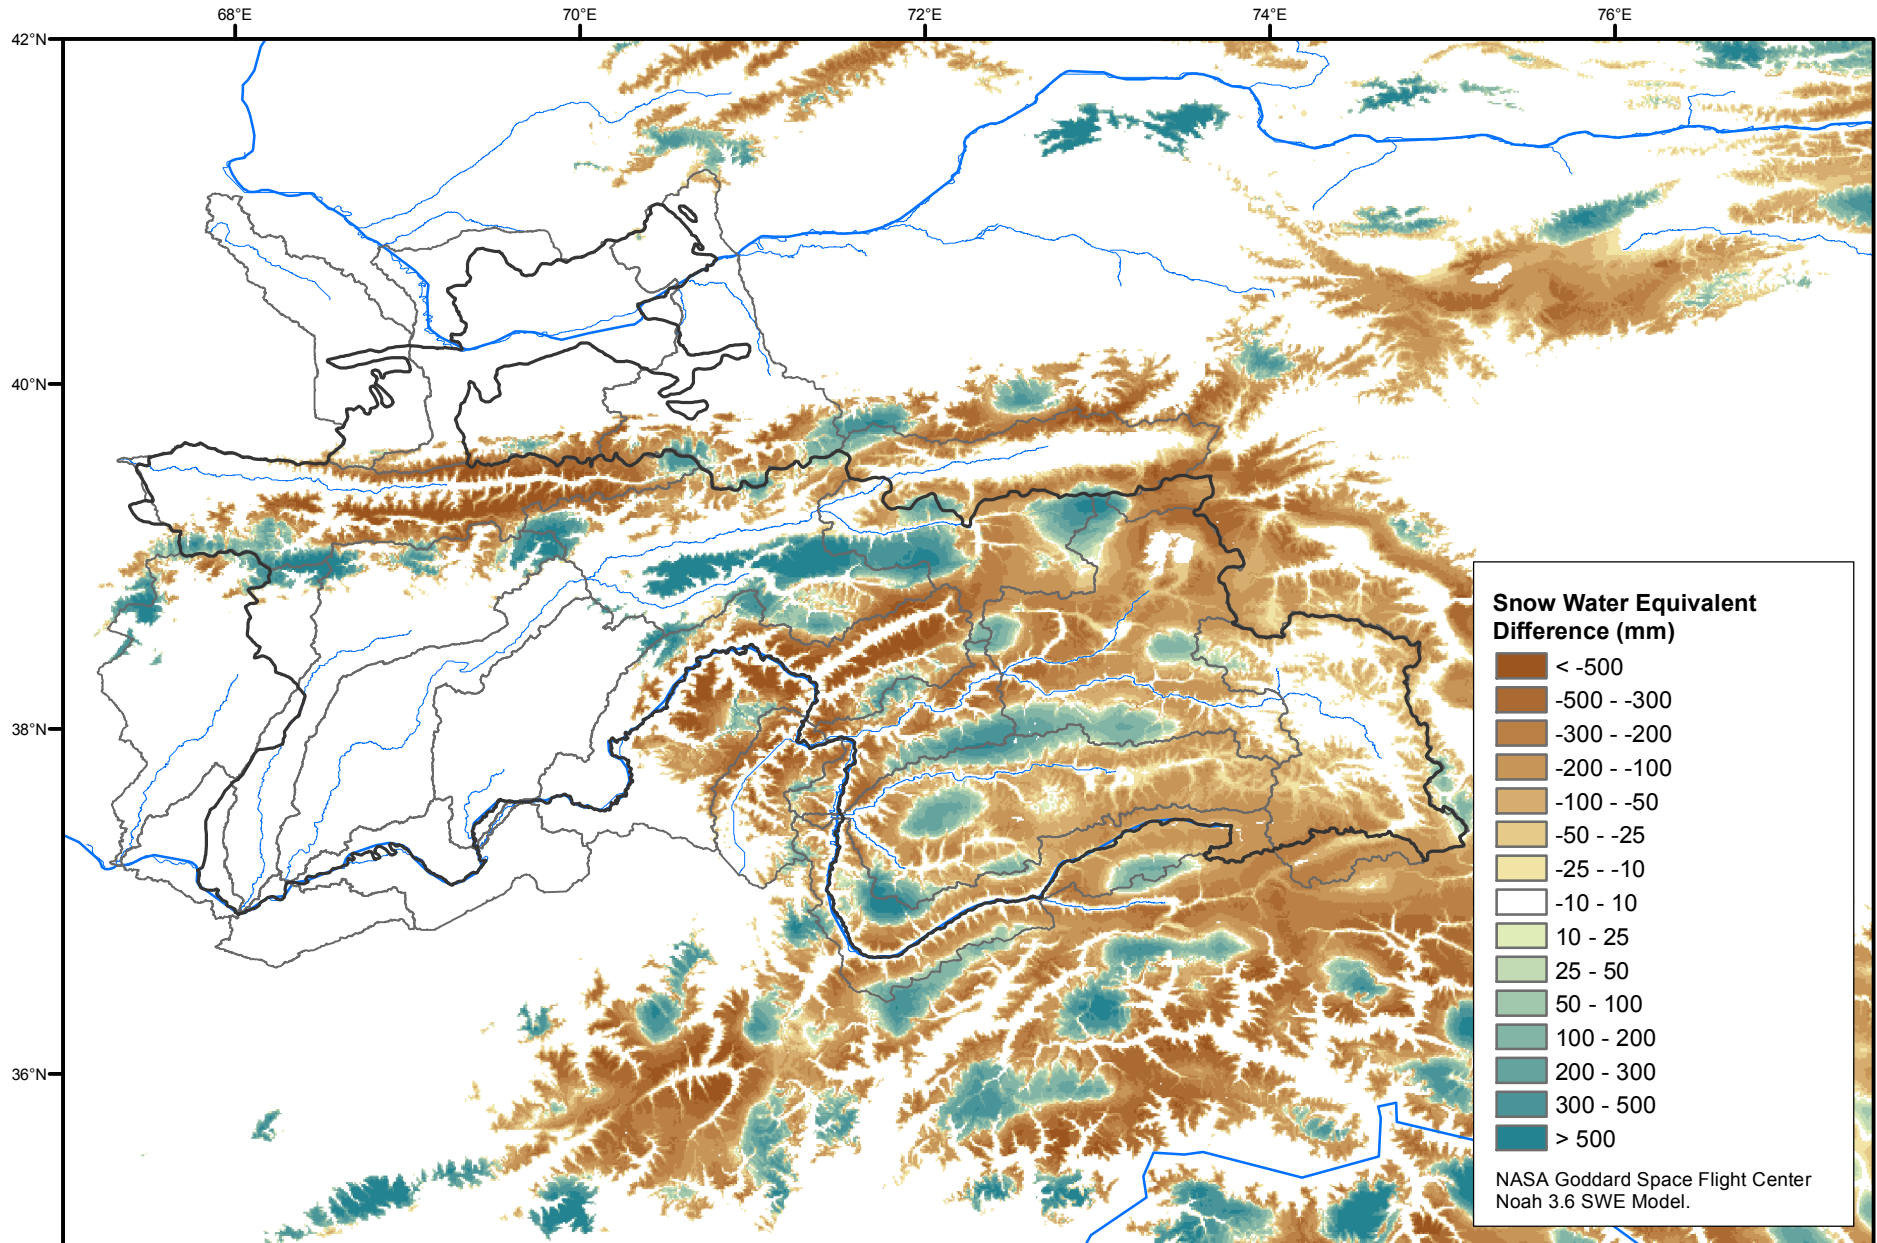 68°E 70°E 72°E 74°E 76°E
42°N
40°N
38°N
36°N
Snow Water Equivalent
Difference (mm)
< -500
-500 - -300
-300 - -200
-200 - -100
-100 - -50
-50 - -25
-25 - -10
-10 - 10
10 - 25
25 - 50
50 - 100
100 - 200
200 - 300
300 - 500
> 500
NASA Goddard Space Flight Center
Noah 3.6 SWE Model.